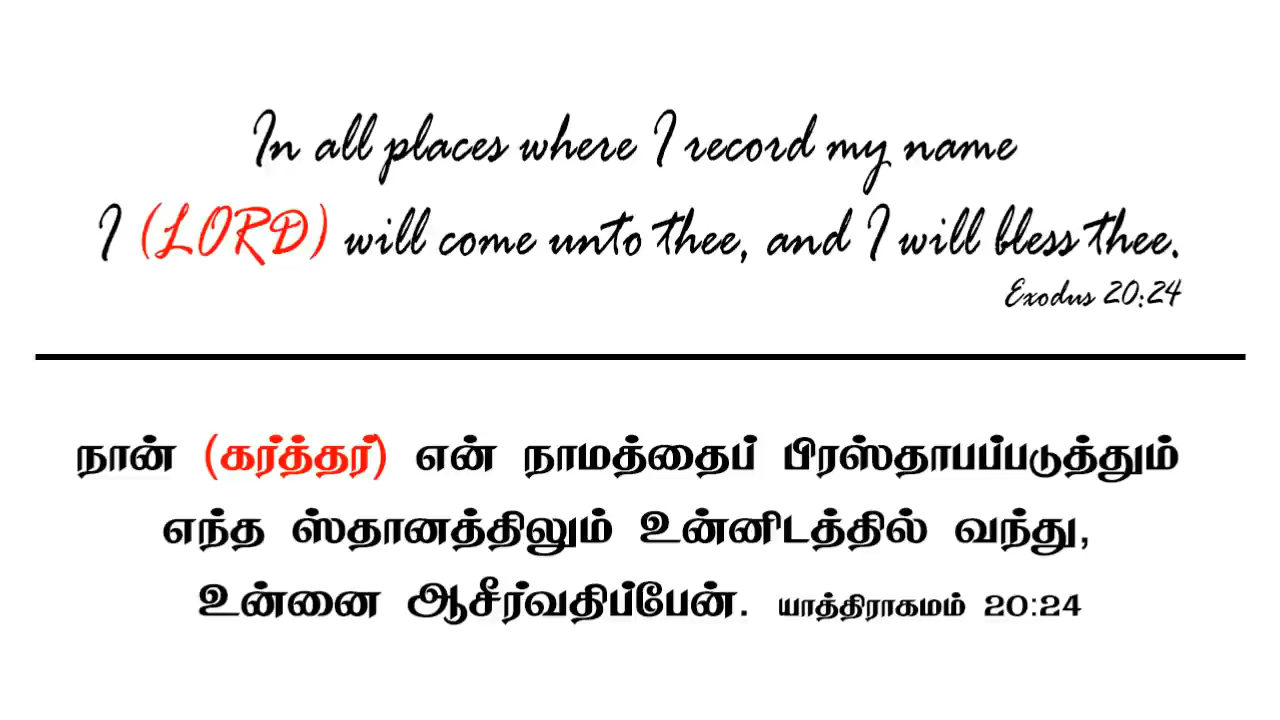 In all places where I record my name
I (LORD) will come unto thee, and I will bless thee.
Exodus 20:24
நான் (கர்த்தர்) என் நாமத்தைப் பிரஸ்தாபப்படுத்தும்
எந்த ஸ்தானத்திலும் உன்னிடத்தில் வந்து,
உன்னை ஆசீர்வதிப்பேன். யாத்திராகமம் 20:24